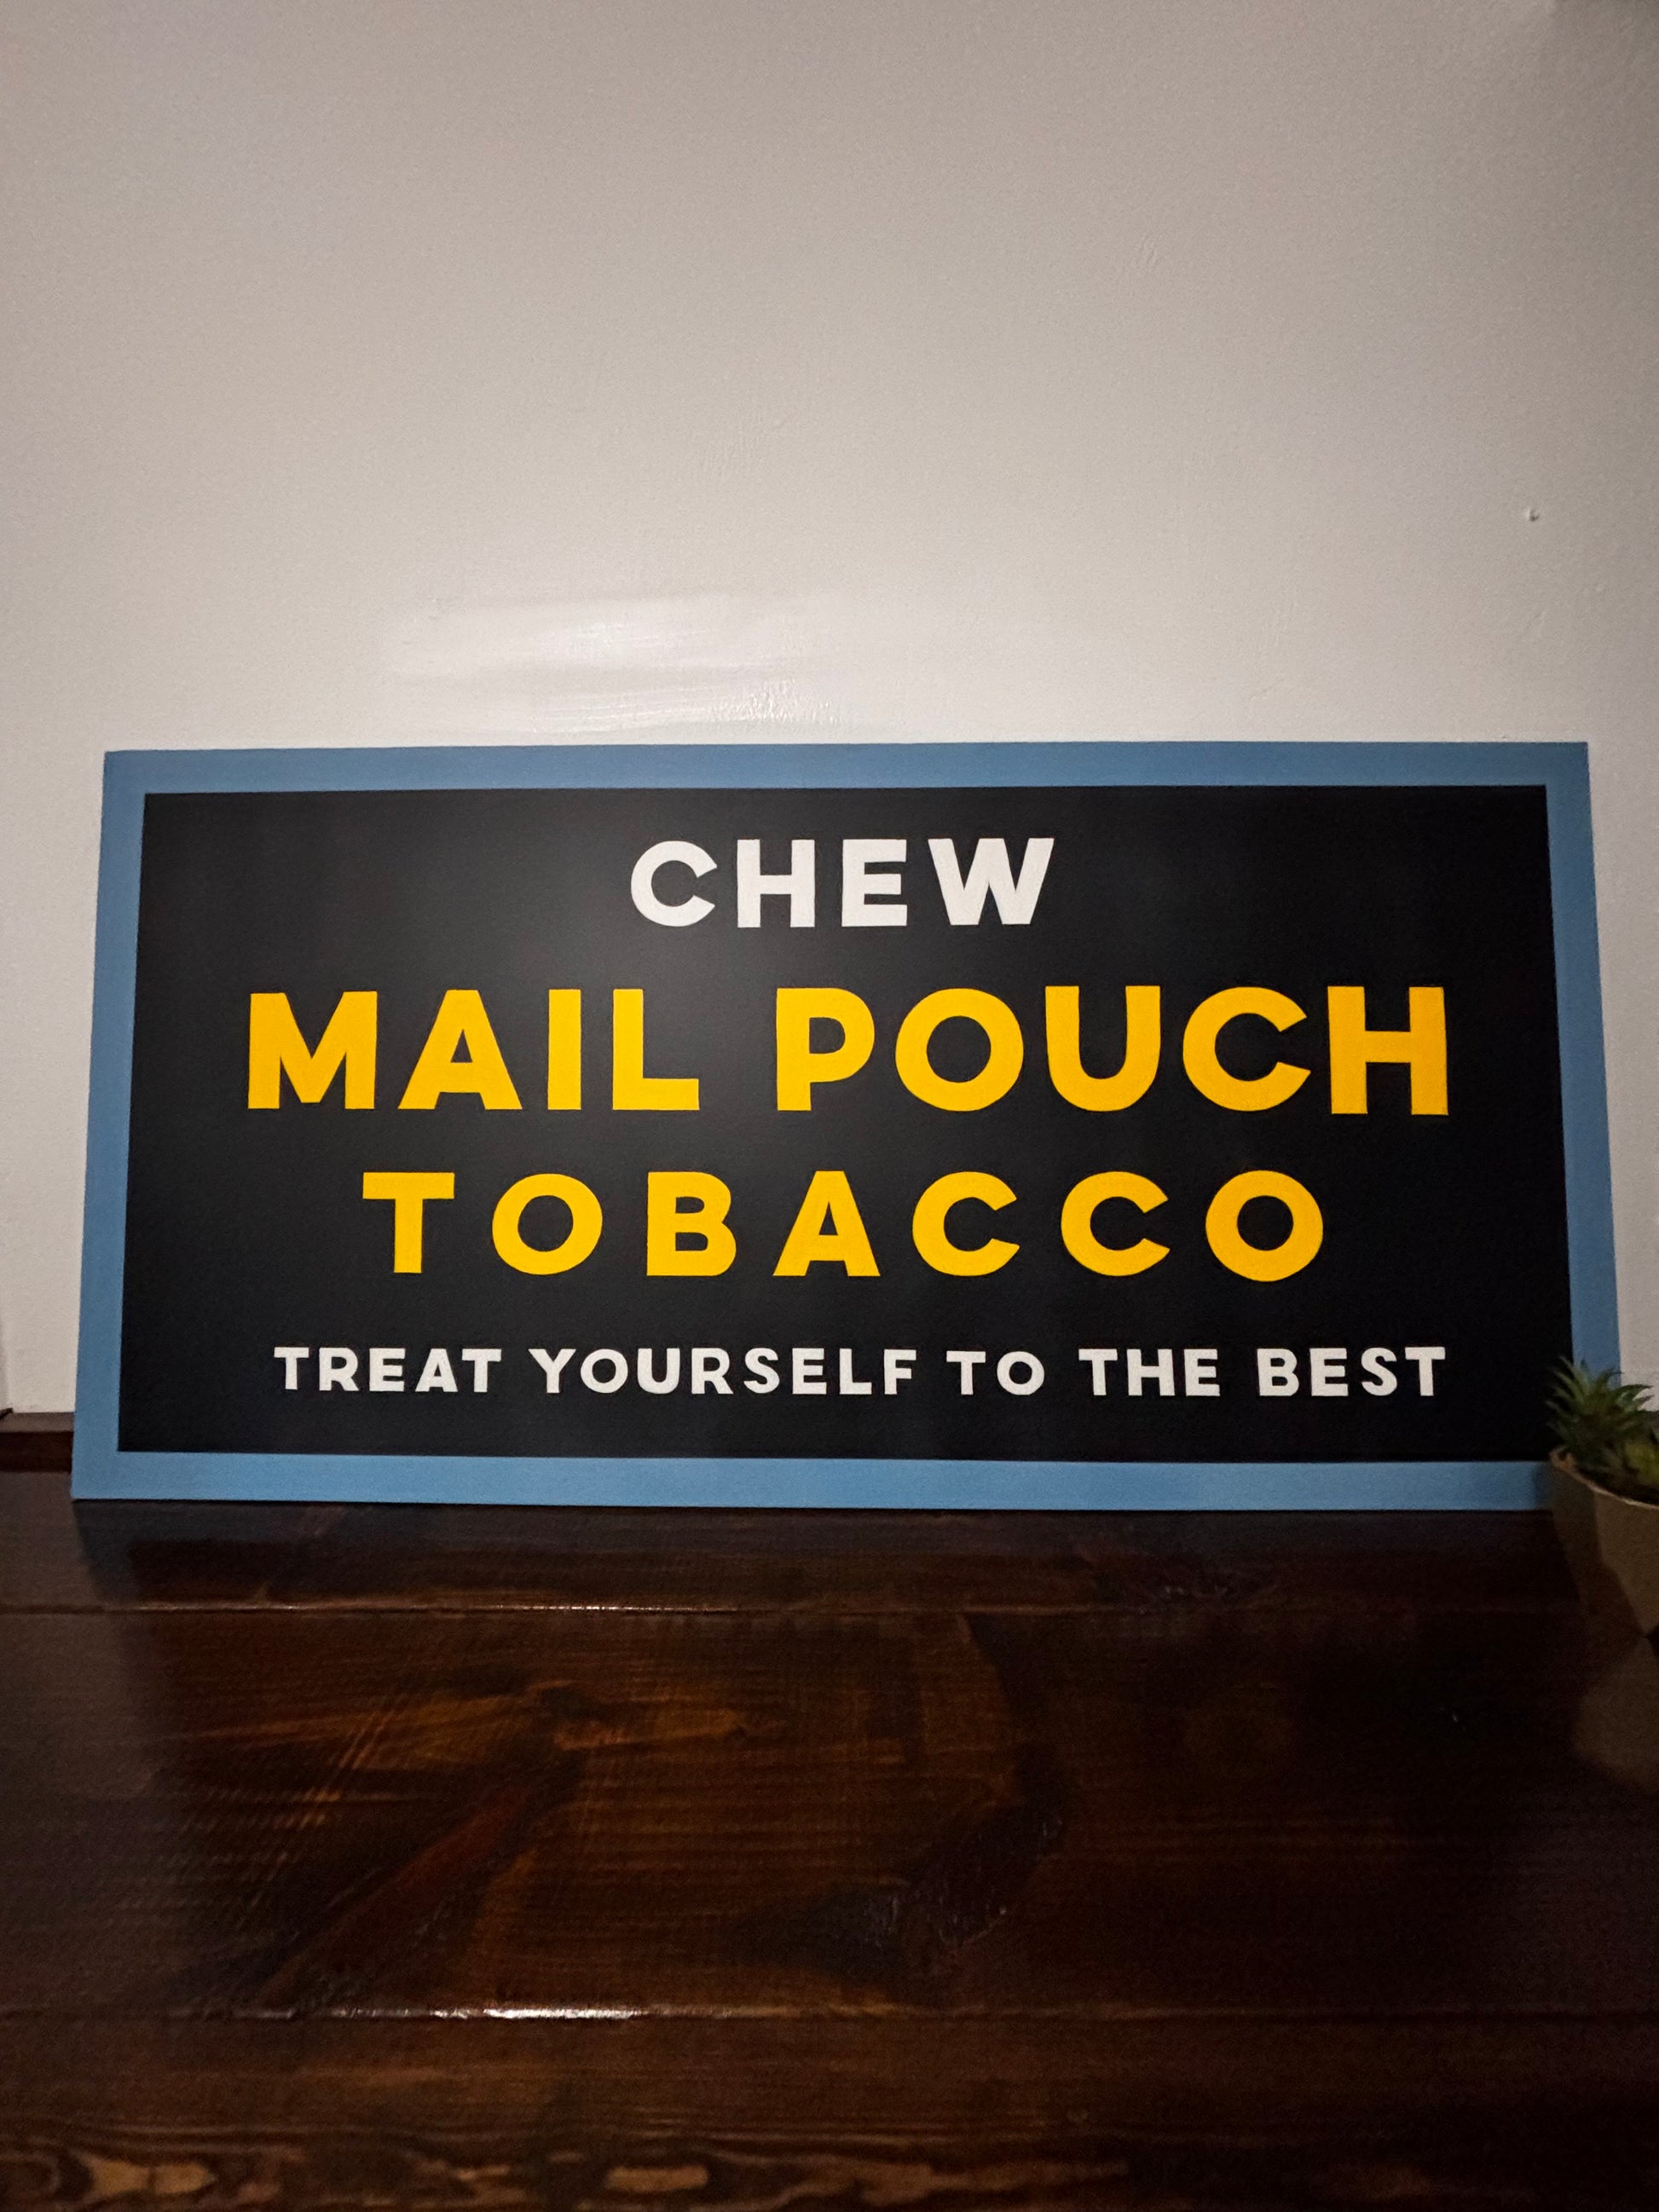 CHEW
MAIL POUCH
TOBACCO
TREAT YOURSELF TO THE BEST